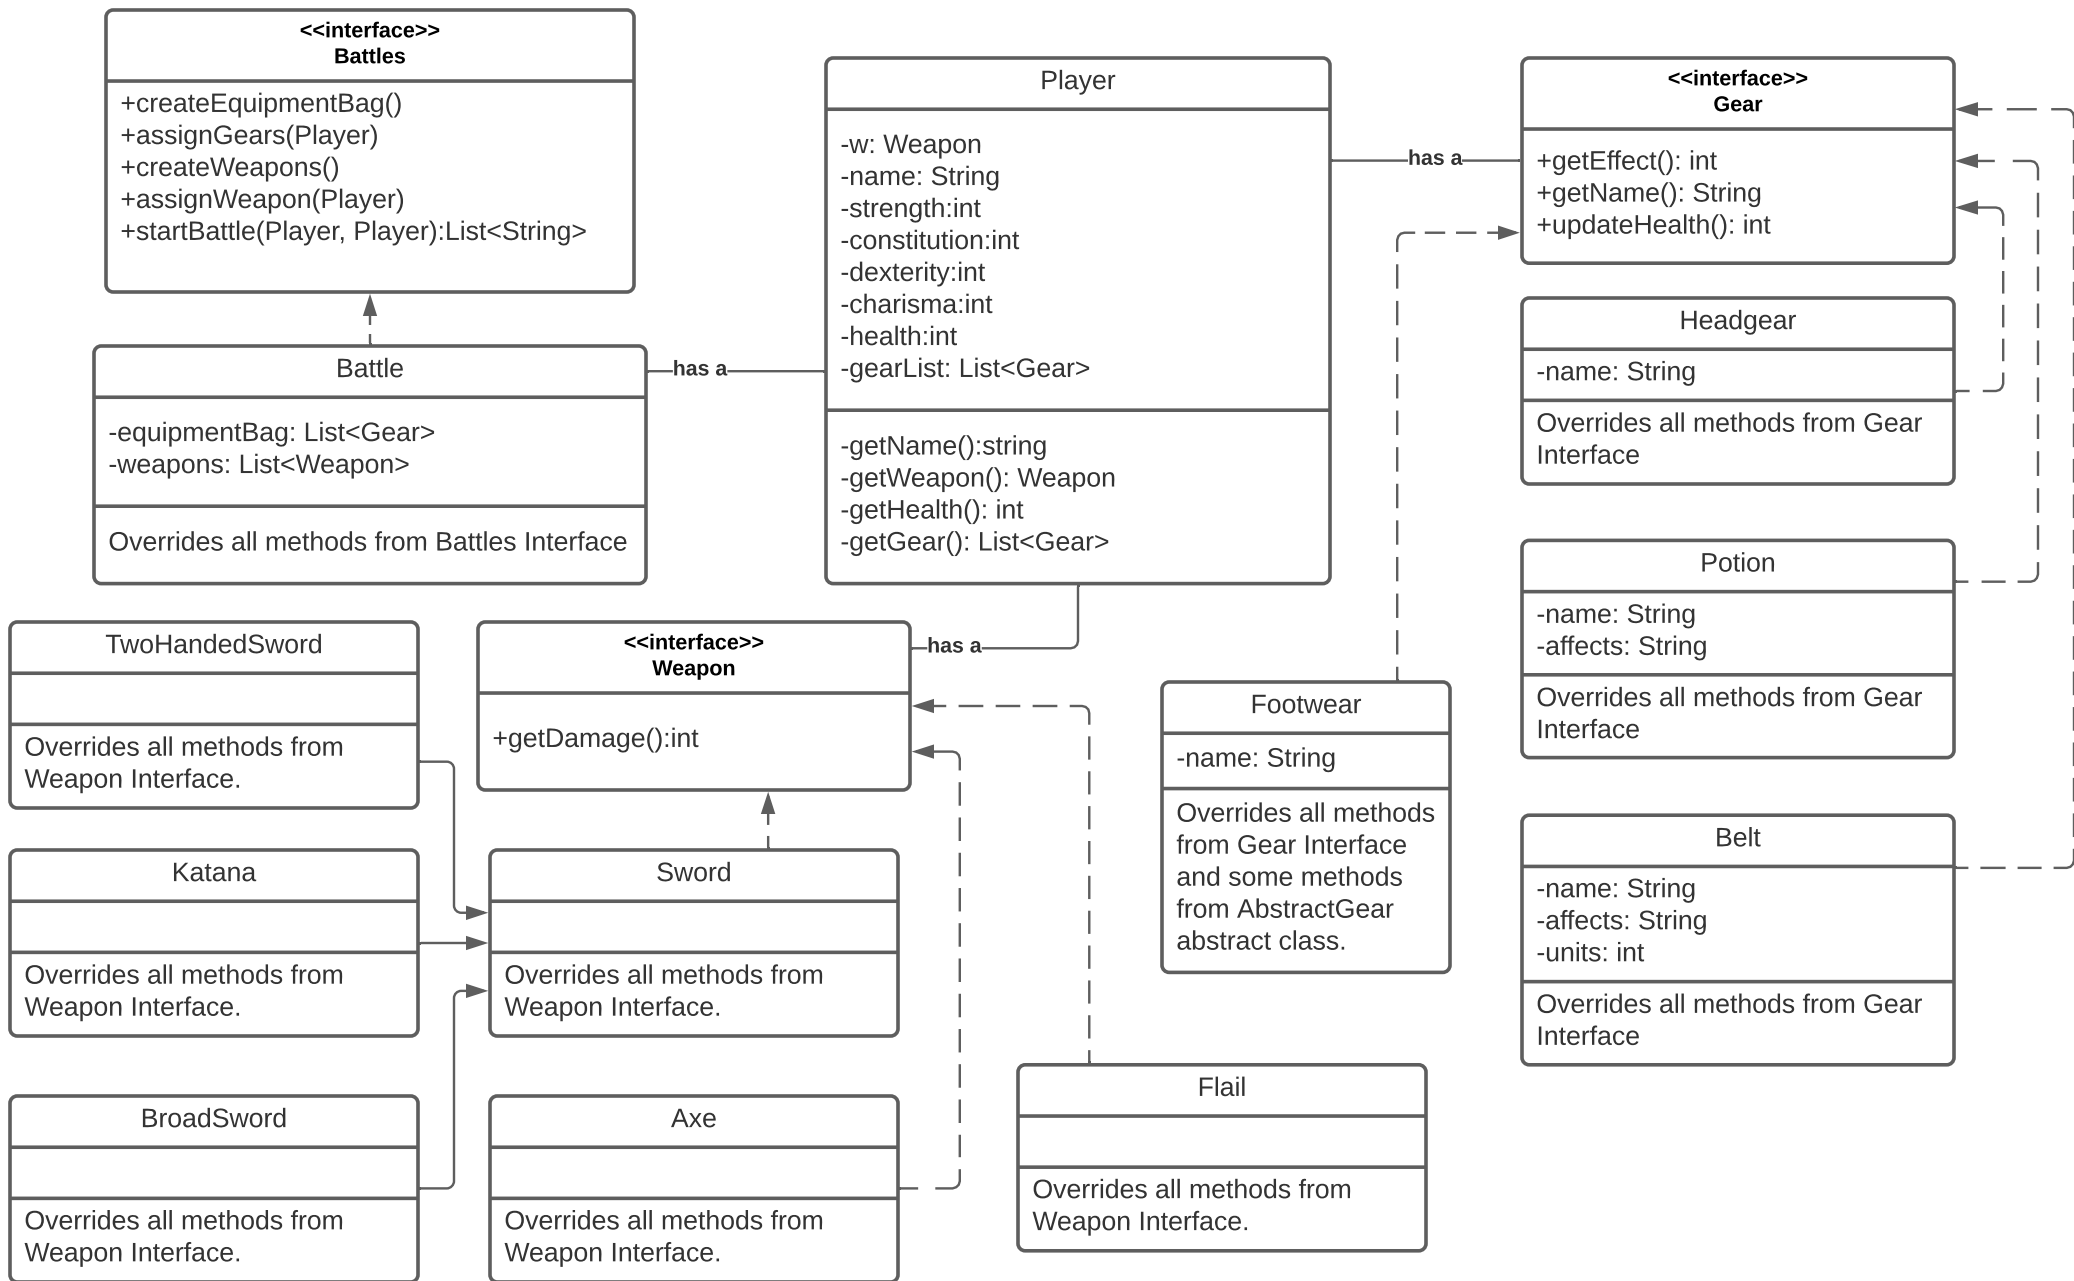 <<interface>>
Battles
+createEquipmentBag()
+assignGears(Player)
+createWeapons()
+assignWeapon(Player)
+startBattle(Player, Player):List<String>
Player
-w: Weapon
-name: String
-strength:int
-constitution:int
-dexterity:int
-charisma:int
-health:int
-gearList: List<Gear>
-getName():string
-getWeapon(): Weapon
-getHealth(): int
-getGear(): List<Gear>
has a
<<interface>>
Gear
+getEffect(): int
+getName(): String
+updateHealth(): int
Battle
-equipmentBag: List<Gear>
-weapons: List<Weapon>
Overrides all methods from Battles Interface
has a
Headgear
-name: String
Overrides all methods from Gear
Interface
Potion
-name: String
-affects: String
Overrides all methods from Gear
Interface
TwoHandedSword
Overrides all methods from
Weapon Interface.
<<interface>>
Weapon
+getDamage():int
has a
Footwear
-name: String
Overrides all methods
from Gear Interface
and some methods
from AbstractGear
abstract class.
Belt
-name: String
-affects: String
-units: int
Overrides all methods from Gear
Interface
Katana
Overrides all methods from
Weapon Interface.
Sword
Overrides all methods from
Weapon Interface.
BroadSword
Overrides all methods from
Weapon Interface.
Axe
Overrides all methods from
Weapon Interface.
Flail
Overrides all methods from
Weapon Interface.